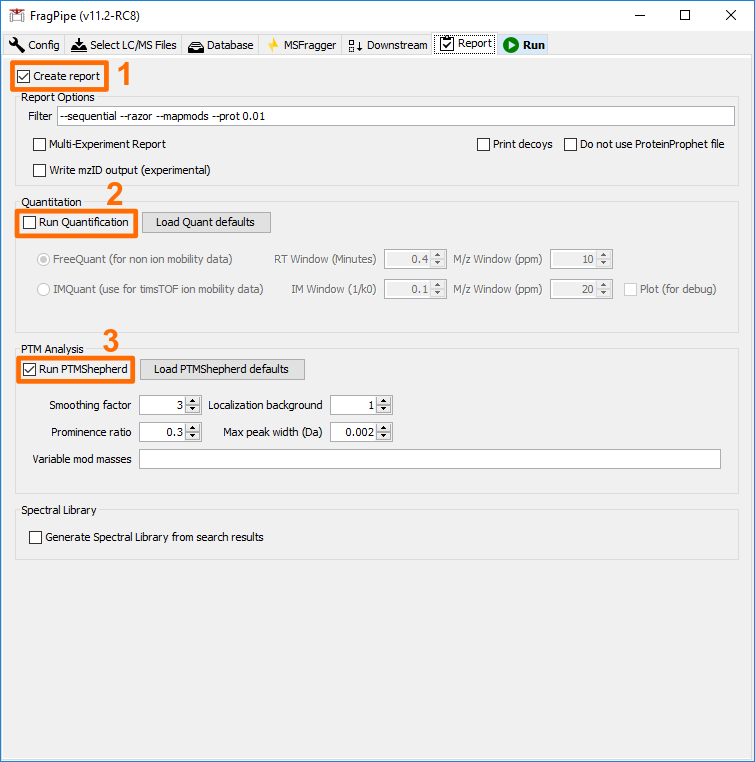 FragPipe (v11.2-RC8)
Config Select LC/MS Files Database MSFragger Downstream Report Run
Create report 1
Report Options
Filter --sequential --razor --mapmods --prot 0.01
Multi-Experiment Report Print decoys Do not use ProteinProphet file
Write mzID output (experimental)
2
Quantitation
Run Quantification Load Quant defaults
FreeQuant (for non ion mobility data) RT Window (Minutes) 0.4 M/z Window (ppm) 10
IMQuant (use for timsTOF ion mobility data) IM Window (1/k0) 0.1 M/z Window (ppm) 20 Plot (for debug)
3
PTM Analysis
Run PTMShepherd Load PTMShepherd defaults
Smoothing factor 3 Localization background 1
Prominence ratio 0.3 Max peak width (Da) 0.002
Variable mod masses
Spectral Library
Generate Spectral Library from search results